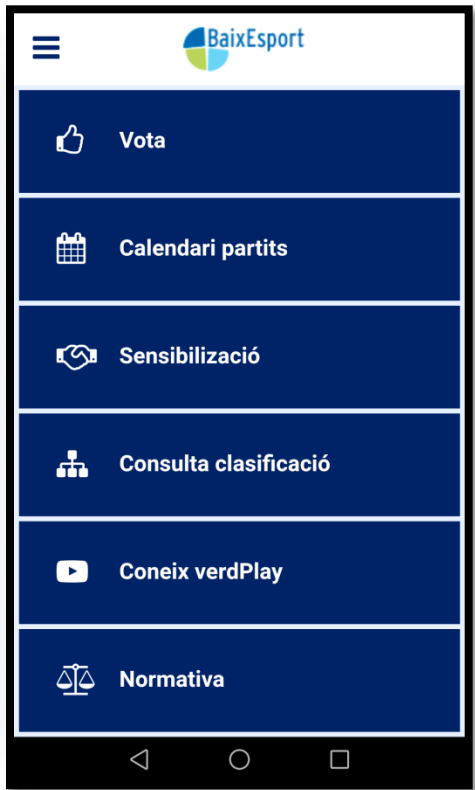 BaixEsport
Vota
Calendari partits
Sensibilizació
Consulta clasificació
Coneix verdPlay
Normativa